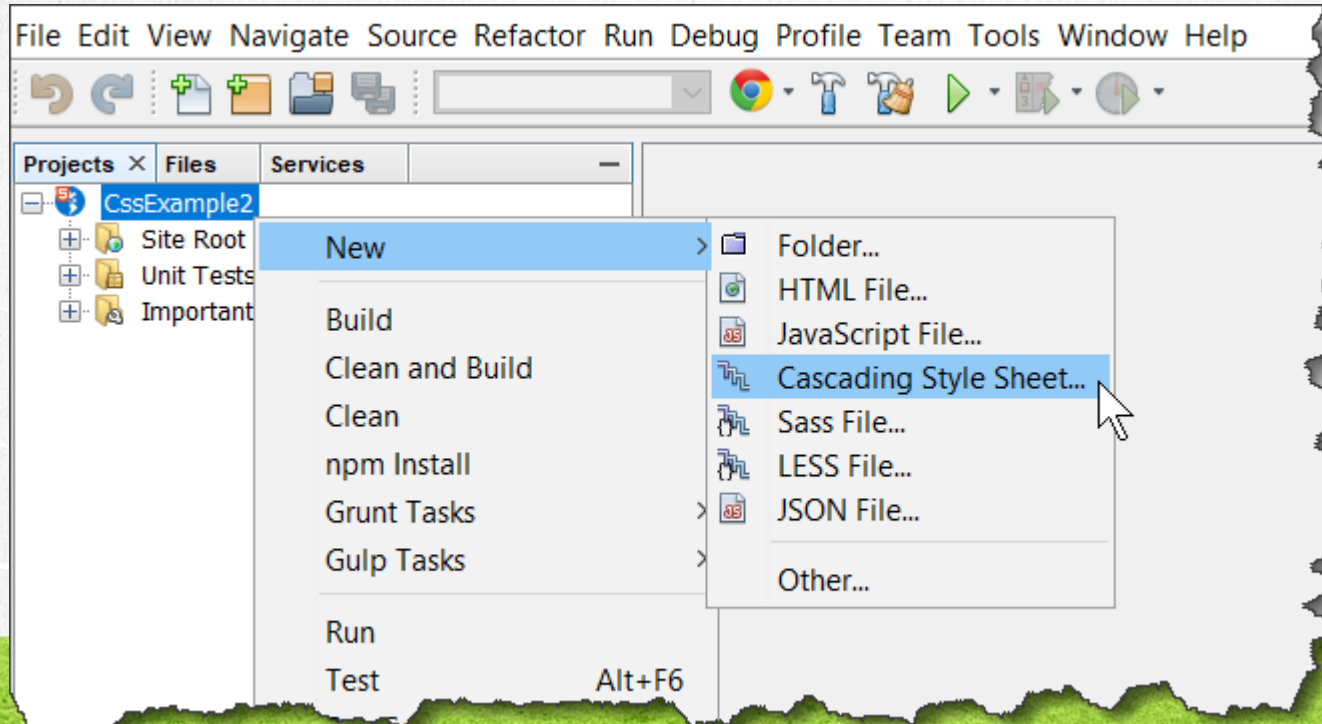 File Edit View Navigate Source Refactor Run Debug Profile Team Tools Window Help
Projects Files Services
CssExample2
Site Root
Unit Tests
Important
New
Build
Clean and Build
Clean
npm Install
Grunt Tasks
Gulp Tasks
Run
Test Alt+F6
Folder...
HTML File...
JavaScript File...
Cascading Style Sheet...
Sass File...
LESS File...
JSON File...
Other...